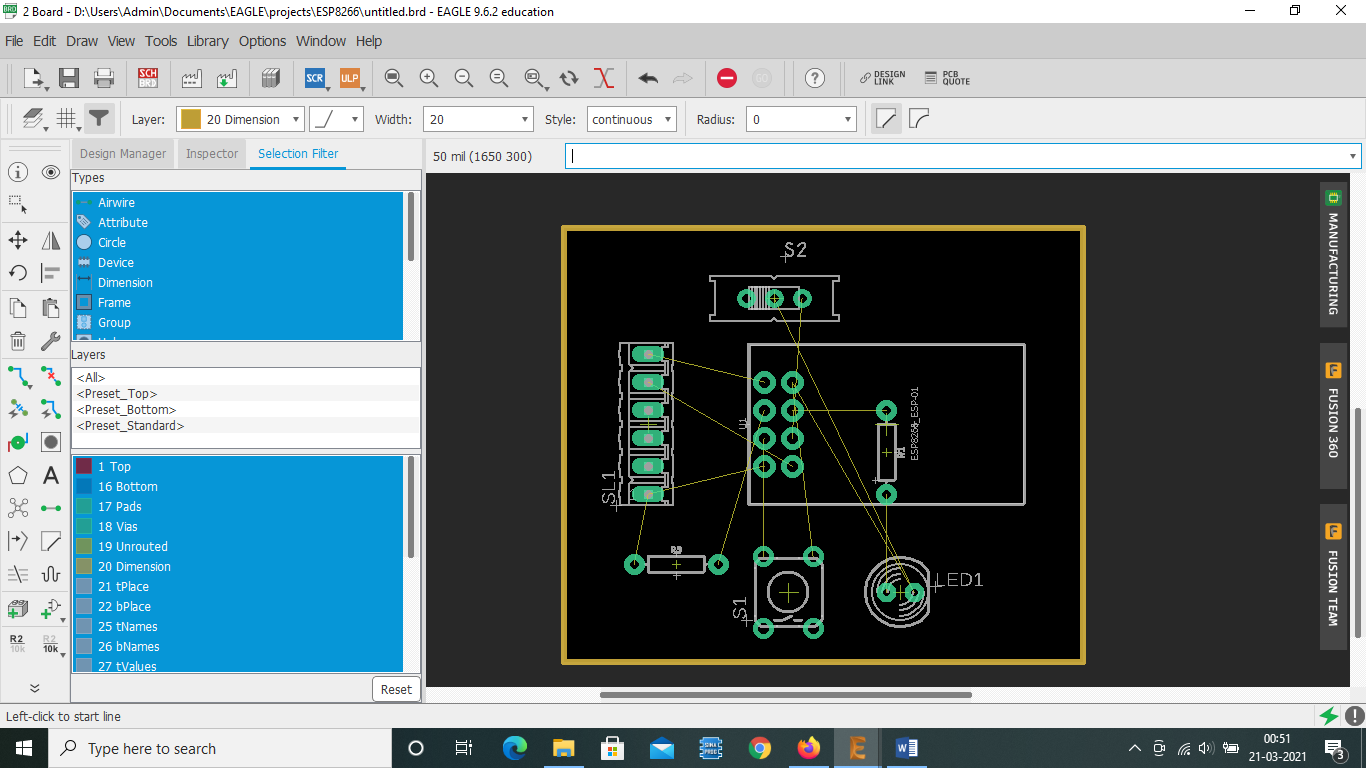 2 Board - D:\Users\Admin\Documents\EAGLE\projects\ESP8266\untitled.brd - EAGLE 9.6.2 education
File Edit Draw View Tools Library Options Window Help
SCH BRD SCR ULP GO DESIGN LINK PCB QUOTE
Layer: 20 Dimension Width: 20 Style: continuous Radius: 0
Design Manager Inspector Selection Filter
50 mil (1650 300)
Types
Airwire
Attribute
Circle
Device
Dimension
Frame
Group
Layers
<All>
<Preset_Top>
<Preset_Bottom>
<Preset_Standard>
1 Top
16 Bottom
17 Pads
18 Vias
19 Unrouted
20 Dimension
21 tPlace
22 bPlace
25 tNames
26 bNames
27 tValues
Reset
R2 10k R2 10k
S2
SL1
U1
R1
ESP8266_ESP-01
S1
LED1
MANUFACTURING
FUSION 360
FUSION TEAM
Left-click to start line
Type here to search
00:51
21-03-2021
3